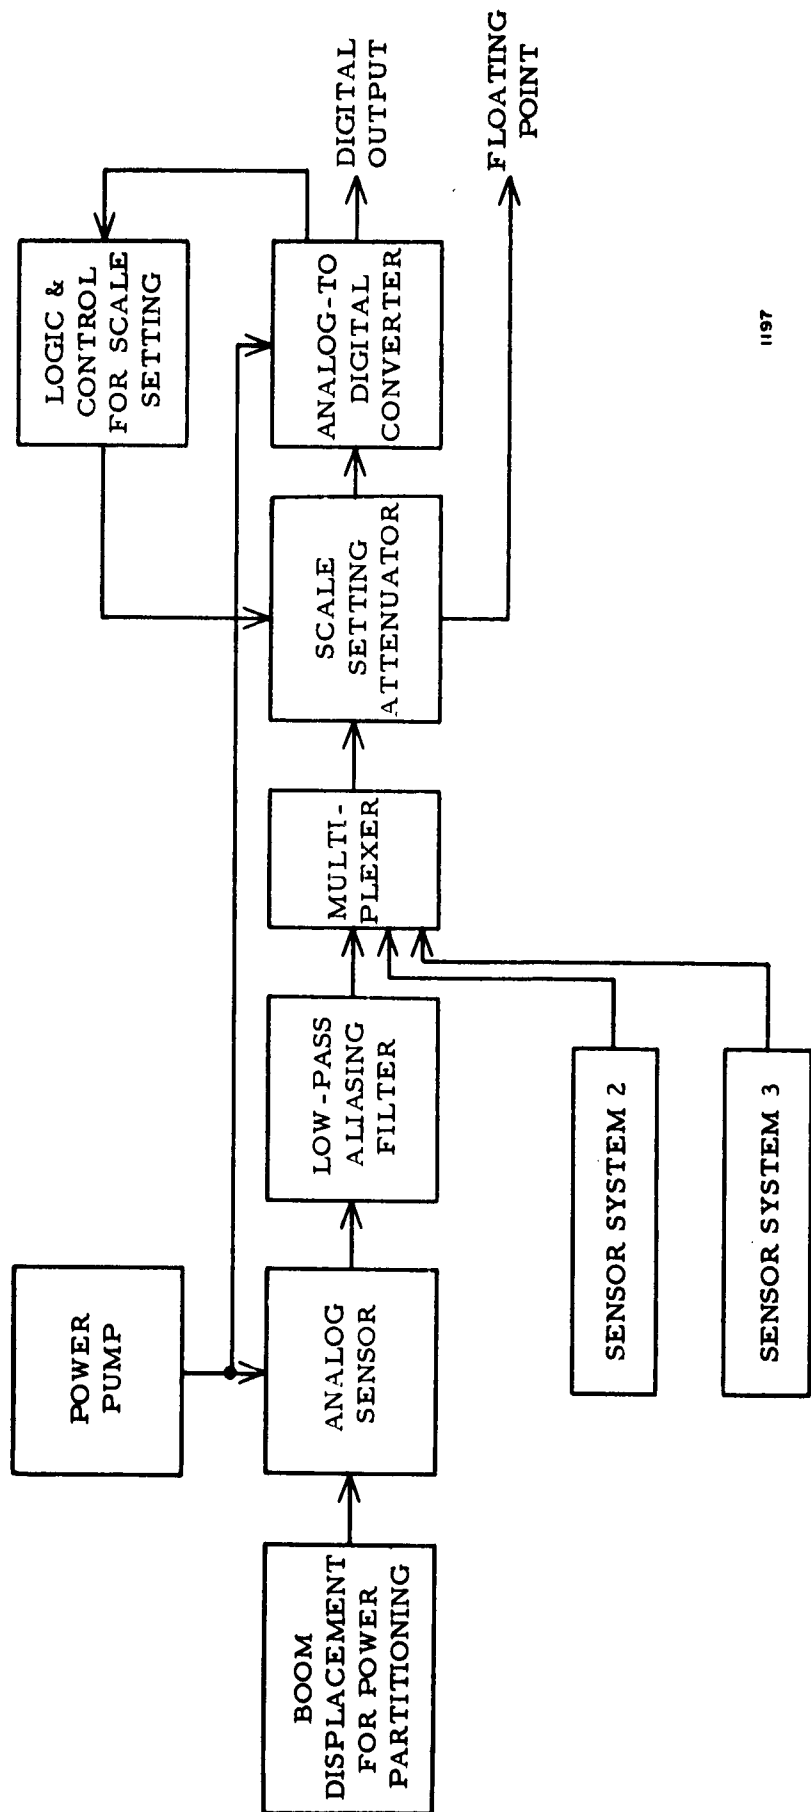 POWER
PUMP
LOGIC &
CONTROL
FOR SCALE
SETTING
BOOM
DISPLACEMENT
FOR POWER
PARTITIONING
ANALOG
SENSOR
LOW-PASS
ALIASING
FILTER
MULTI-
PLEXER
SCALE
SETTING
ATTENUATOR
ANALOG-TO
DIGITAL
CONVERTER
DIGITAL
OUTPUT
FLOATING
POINT
SENSOR SYSTEM 2
SENSOR SYSTEM 3
1197